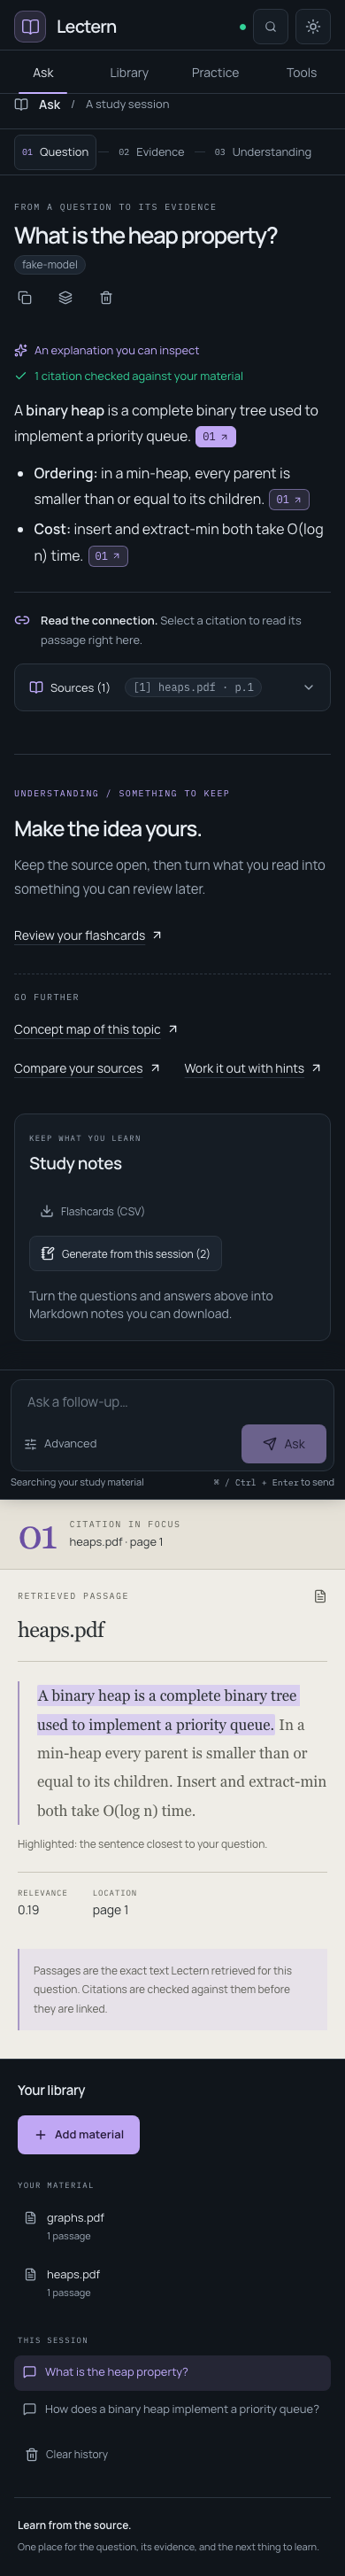 Lectern
Ask Library Practice Tools
Ask / A study session
01 Question — 02 Evidence — 03 Understanding
FROM A QUESTION TO ITS EVIDENCE
What is the heap property?
fake-model
An explanation you can inspect
1 citation checked against your material
A binary heap is a complete binary tree used to
implement a priority queue. 01
• Ordering: in a min-heap, every parent is
smaller than or equal to its children. 01
• Cost: insert and extract-min both take O(log
n) time. 01
Read the connection. Select a citation to read its
passage right here.
Sources (1) [1] heaps.pdf · p.1
UNDERSTANDING / SOMETHING TO KEEP
Make the idea yours.
Keep the source open, then turn what you read into
something you can review later.
Review your flashcards
GO FURTHER
Concept map of this topic
Compare your sources Work it out with hints
KEEP WHAT YOU LEARN
Study notes
Flashcards (CSV)
Generate from this session (2)
Turn the questions and answers above into
Markdown notes you can download.
Ask a follow-up...
Advanced Ask
Searching your study material ⌘ / Ctrl + Enter to send
01 CITATION IN FOCUS
heaps.pdf · page 1
RETRIEVED PASSAGE
heaps.pdf
A binary heap is a complete binary tree
used to implement a priority queue. In a
min-heap every parent is smaller than or
equal to its children. Insert and extract-min
both take O(log n) time.
Highlighted: the sentence closest to your question.
RELEVANCE LOCATION
0.19 page 1
Passages are the exact text Lectern retrieved for this
question. Citations are checked against them before
they are linked.
Your library
Add material
YOUR MATERIAL
graphs.pdf
1 passage
heaps.pdf
1 passage
THIS SESSION
What is the heap property?
How does a binary heap implement a priority queue?
Clear history
Learn from the source.
One place for the question, its evidence, and the next thing to learn.